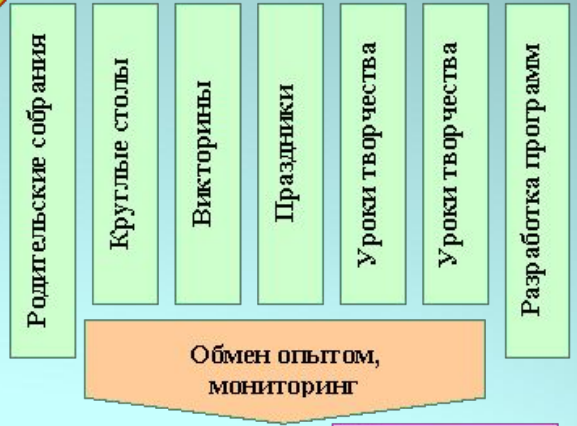 Родительские собрания
Круглые столы
Викторины
Праздники
Уроки творчества
Уроки творчества
Разработка программ
Обмен опытом,
мониторинг